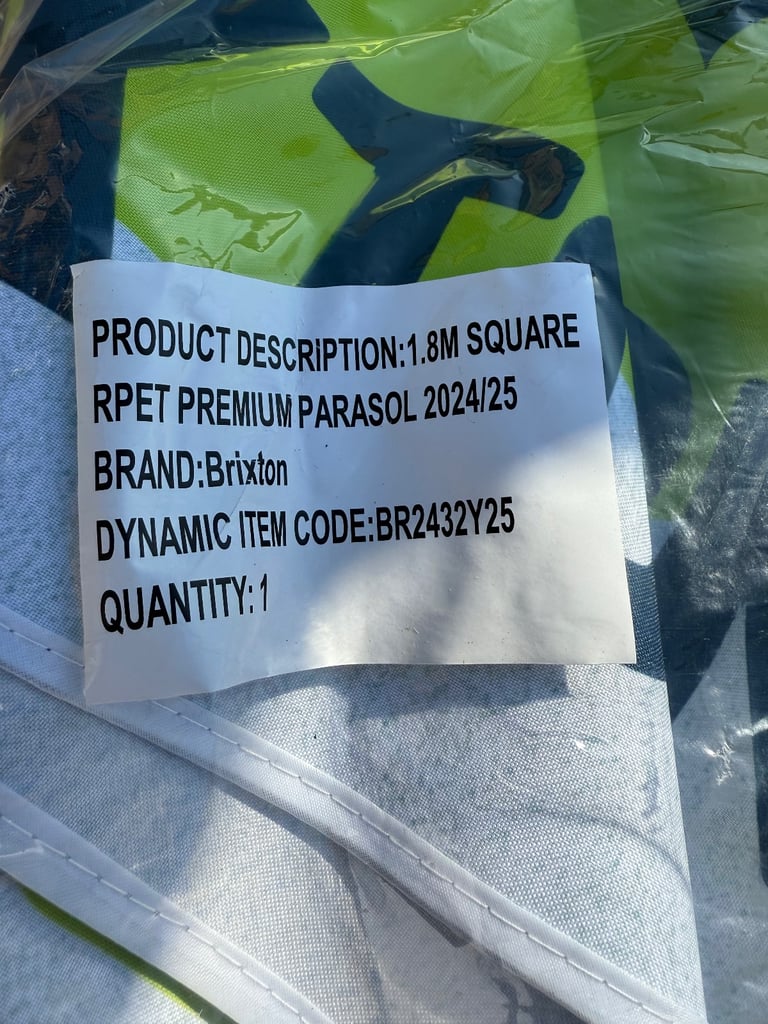 PRODUCT DESCRIPTION:1.8M SQUARE
RPET PREMIUM PARASOL 2024/25
BRAND:Brixton
DYNAMIC ITEM CODE:BR2432Y25
QUANTITY:1